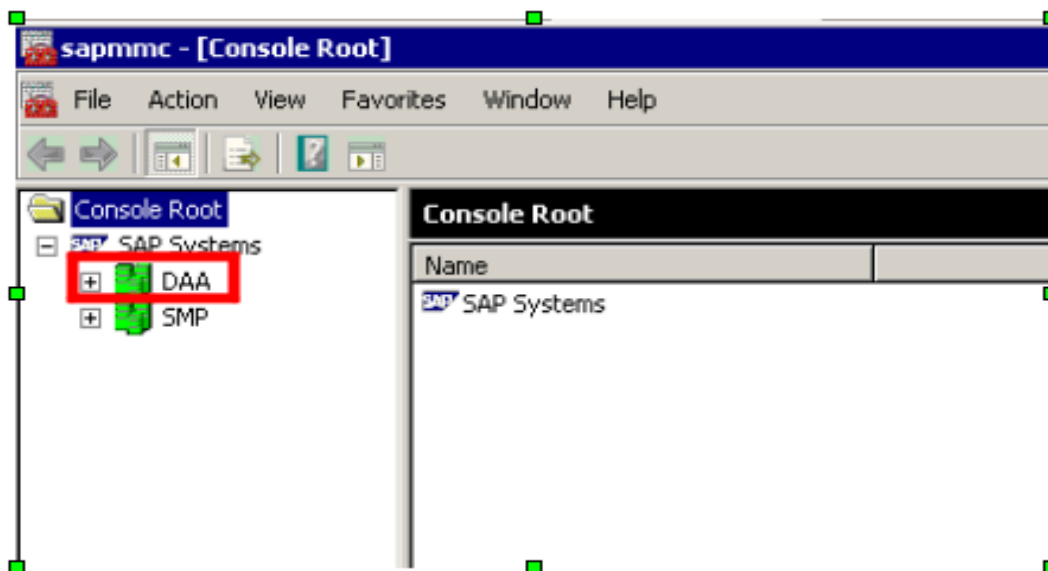 sapmmc - [Console Root]
File Action View Favorites Window Help
Console Root
SAP Systems
DAA
SMP
Console Root
Name
SAP SAP Systems